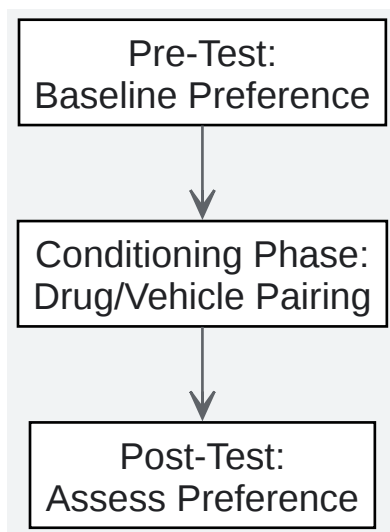 Pre-Test:
Baseline Preference
Conditioning Phase:
Drug/Vehicle Pairing
Post-Test:
Assess Preference